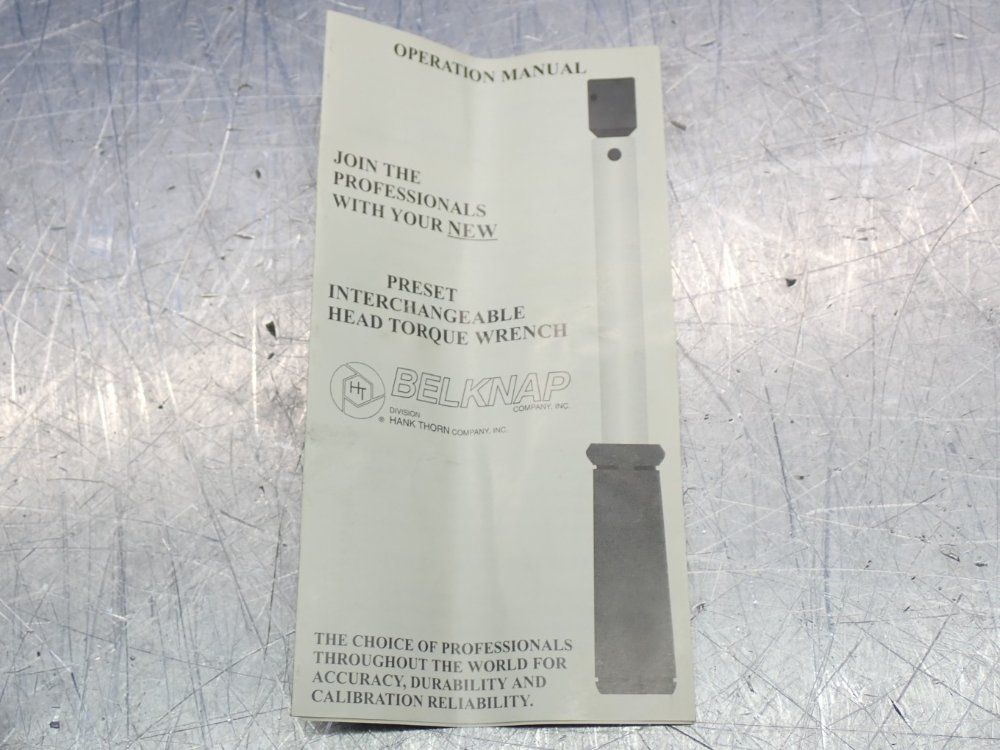 OPERATION MANUAL
JOIN THE
PROFESSIONALS
WITH YOUR NEW
PRESET
INTERCHANGEABLE
HEAD TORQUE WRENCH
HT
BELKNAP
COMPANY, INC.
DIVISION
® HANK THORN COMPANY, INC.
THE CHOICE OF PROFESSIONALS
THROUGHOUT THE WORLD FOR
ACCURACY, DURABILITY AND
CALIBRATION RELIABILITY.